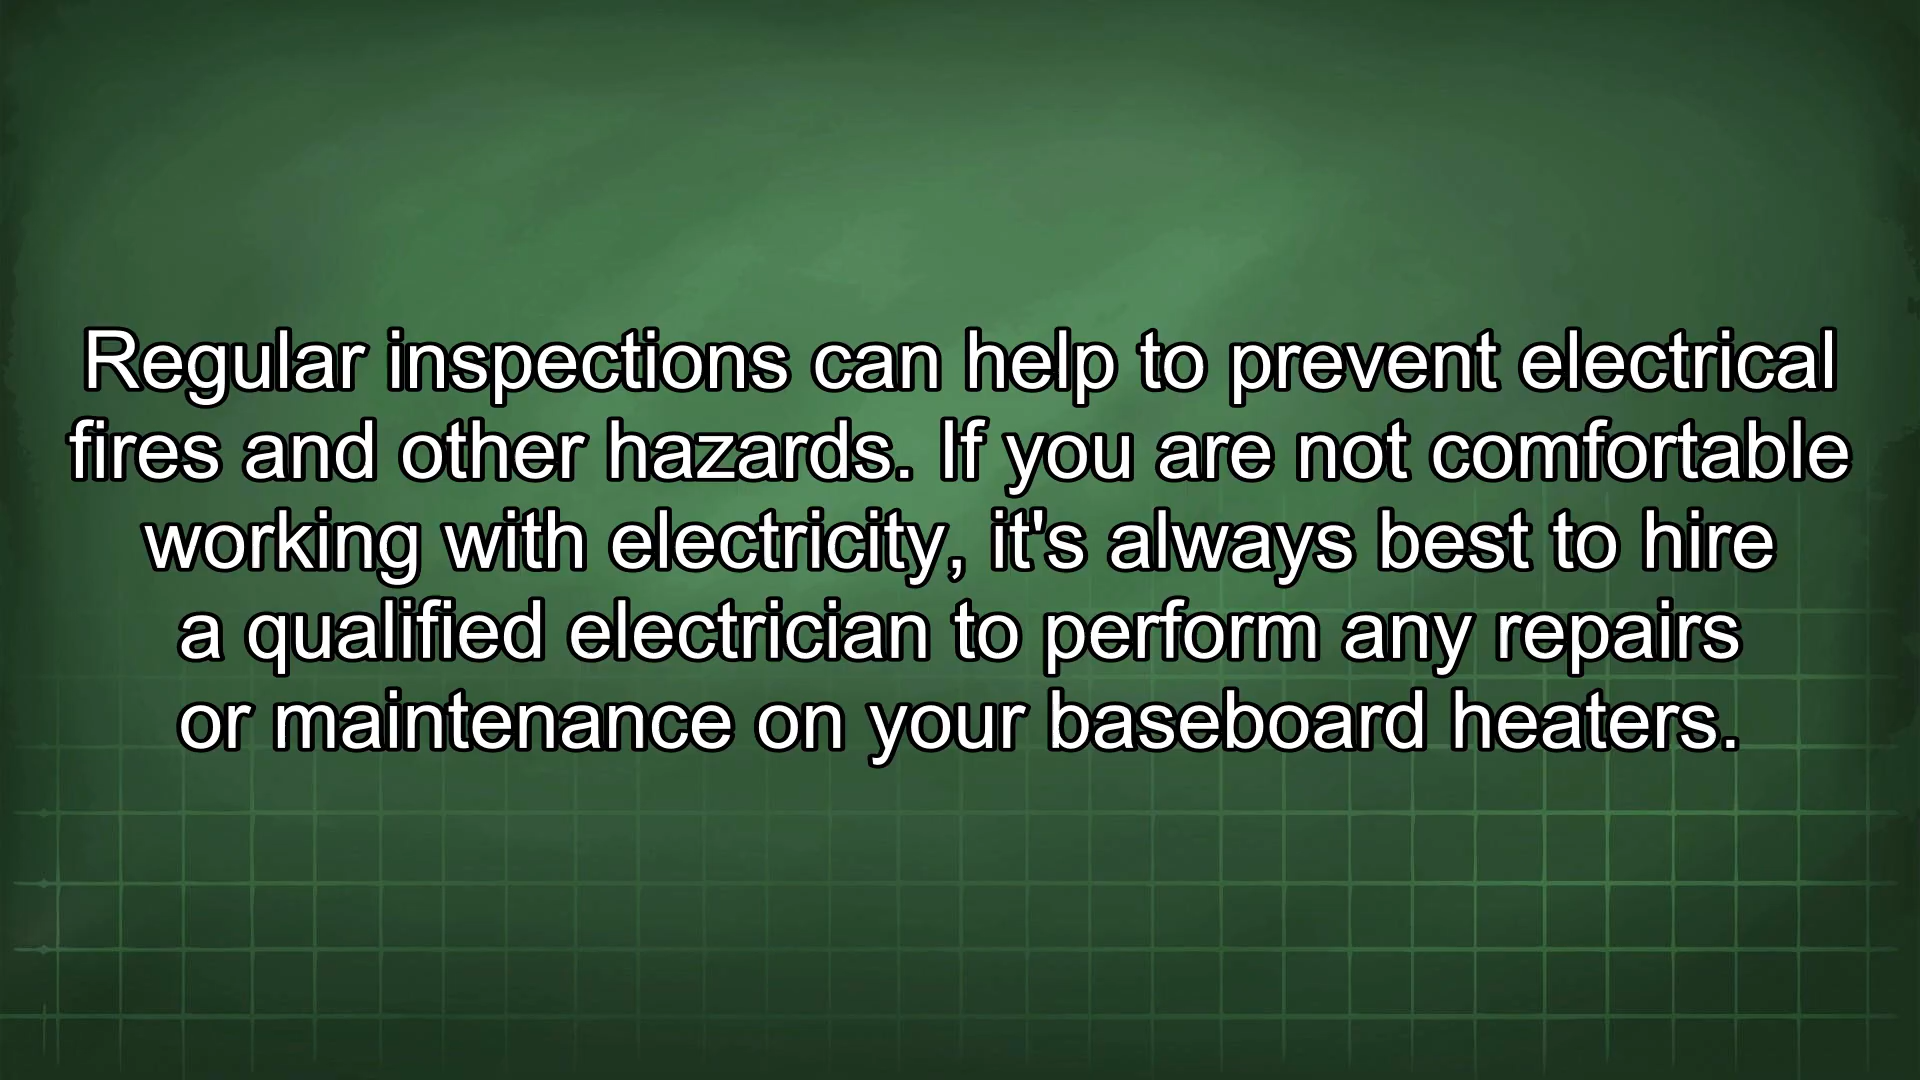 Regular inspections can help to prevent electrical
fires and other hazards. If you are not comfortable
working with electricity, it's always best to hire
a qualified electrician to perform any repairs
or maintenance on your baseboard heaters.